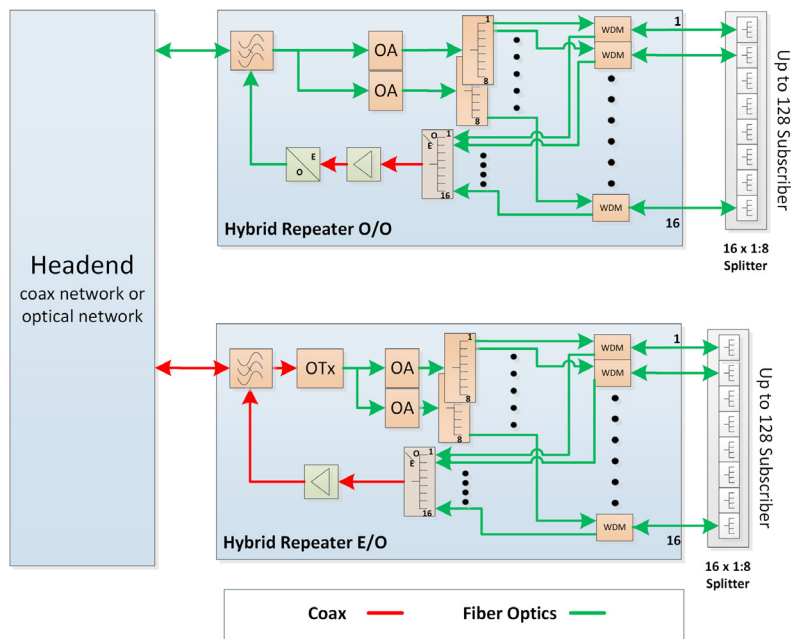 Headend
coax network or
optical network
OA
OA
1
8
8
WDM
WDM
WDM
1
16
O
E
1
16
E
O
Hybrid Repeater O/O
16 x 1:8
Splitter
Up to 128 Subscriber
OTx
OA
OA
1
8
8
WDM
WDM
WDM
1
16
O
E
1
16
Hybrid Repeater E/O
16 x 1:8
Splitter
Up to 128 Subscriber
Coax
Fiber Optics